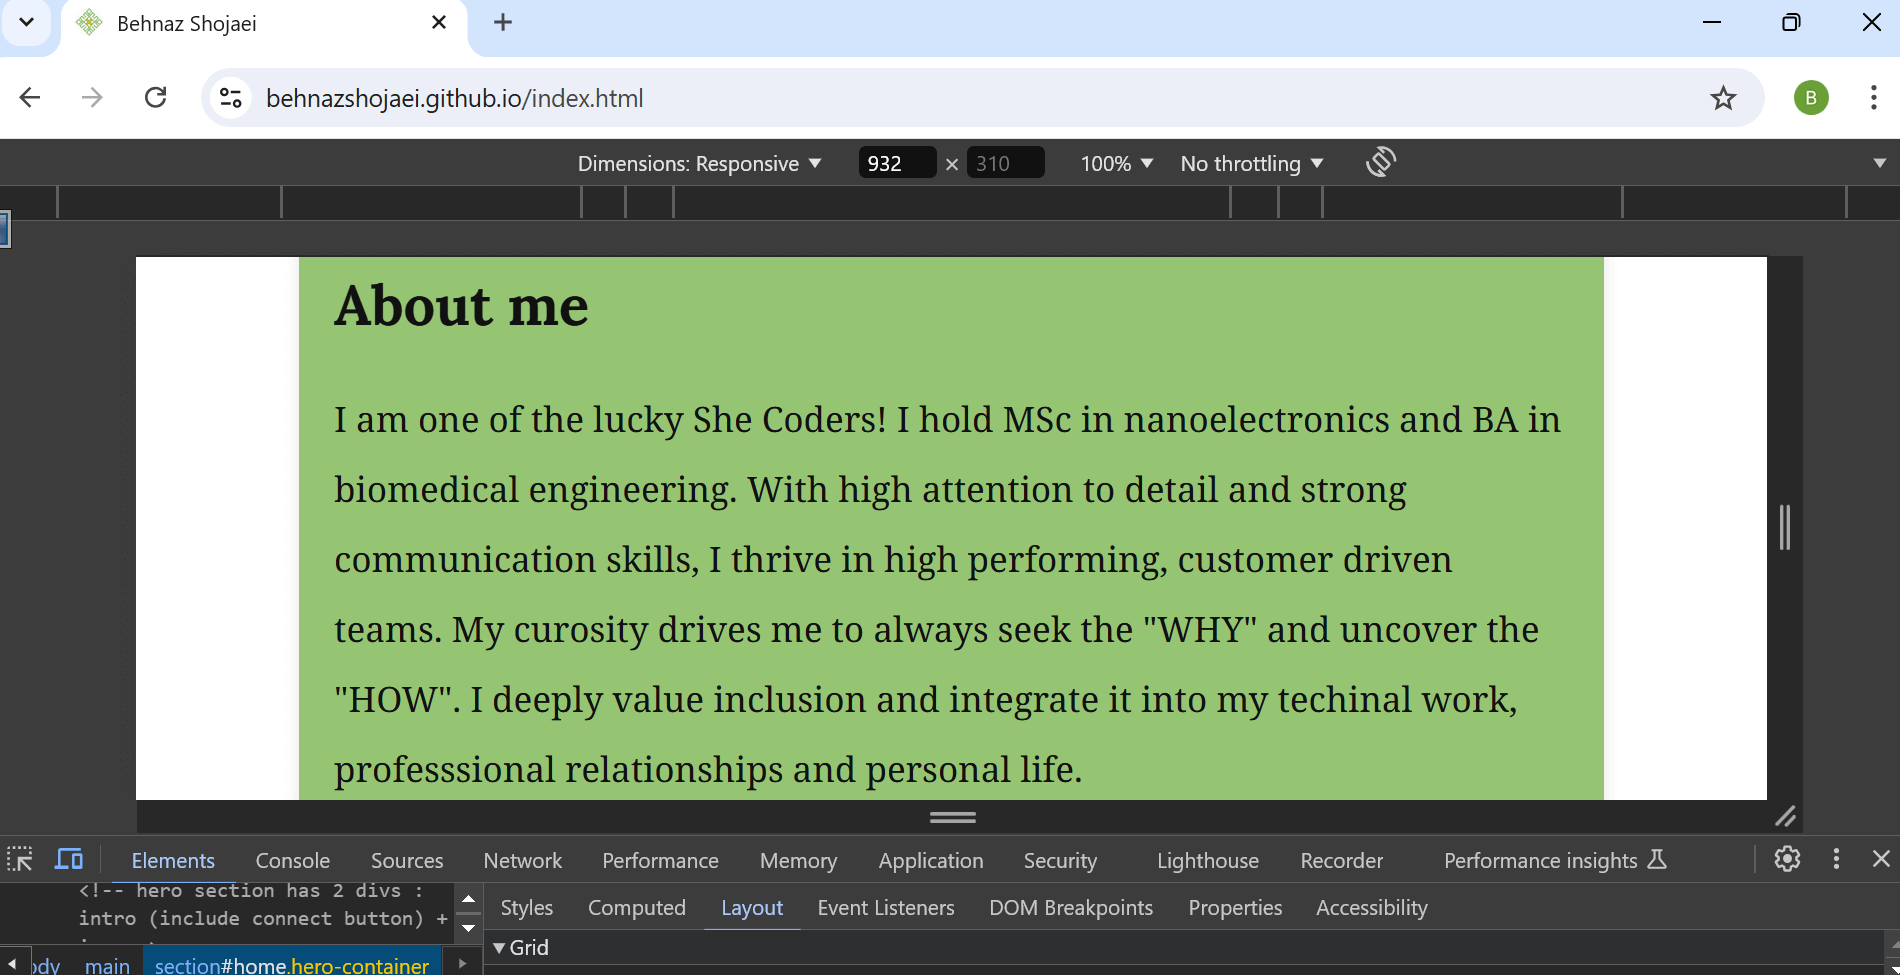 Behnaz Shojaei
behnazshojaei.github.io/index.html
B
Dimensions: Responsive 932 × 310 100% No throttling
About me
I am one of the lucky She Coders! I hold MSc in nanoelectronics and BA in
biomedical engineering. With high attention to detail and strong
communication skills, I thrive in high performing, customer driven
teams. My curosity drives me to always seek the "WHY" and uncover the
"HOW". I deeply value inclusion and integrate it into my techinal work,
professsional relationships and personal life.
Elements Console Sources Network Performance Memory Application Security Lighthouse Recorder Performance insights
<!-- hero section has 2 divs :
intro (include connect button) +
Styles Computed Layout Event Listeners DOM Breakpoints Properties Accessibility
Grid
ody main section#home.hero-container